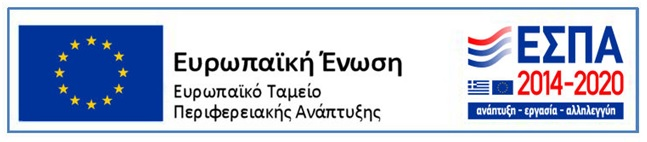 Ευρωπαϊκή Ένωση
Ευρωπαϊκό Ταμείο
Περιφερειακής Ανάπτυξης
ΕΣΠΑ
2014-2020
ανάπτυξη - εργασία - αλληλεγγύη